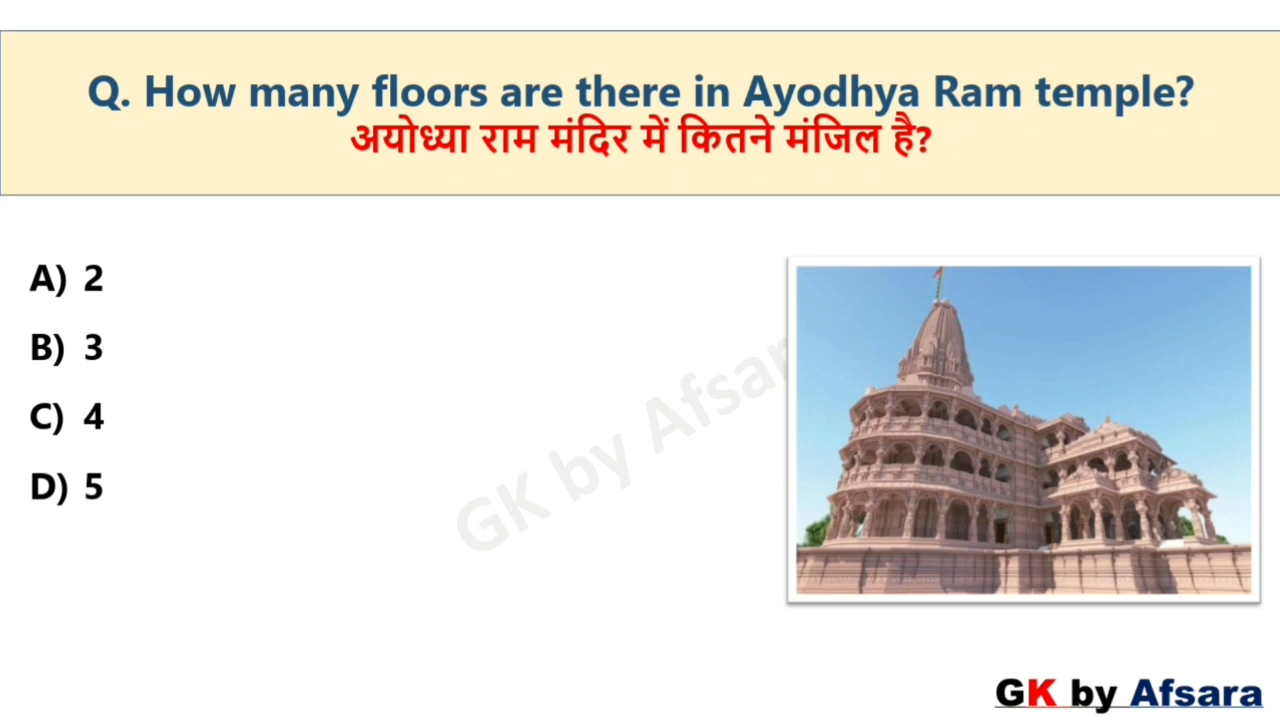 Q. How many floors are there in Ayodhya Ram temple?
अयोध्या राम मंदिर में कितने मंजिल है?
A) 2
B) 3
C) 4
D) 5
GK by Afsar
GK by Afsara